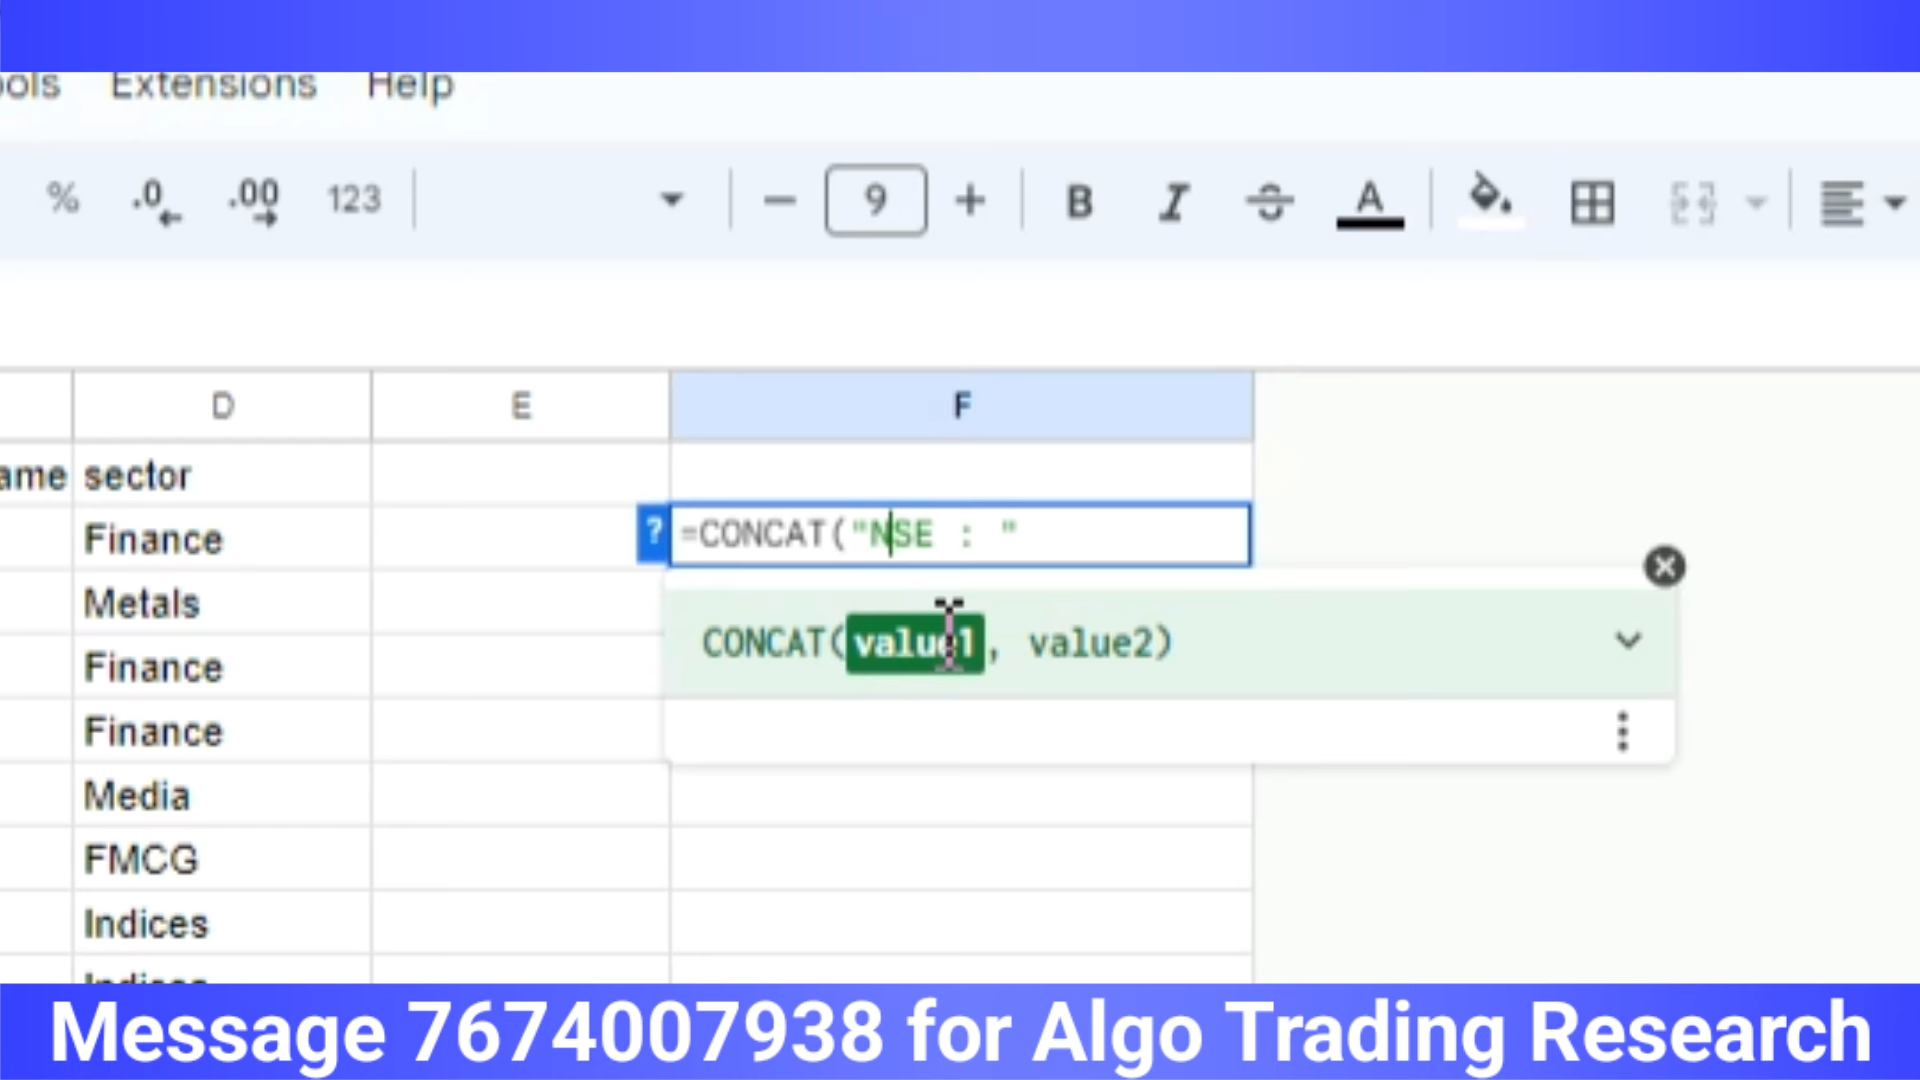 ools Extensions Help
% .0 .00 123 9 B I S A
D E F
ame sector
Finance ? =CONCAT("NSE : "
Metals CONCAT(value1, value2)
Finance
Finance
Media
FMCG
Indices
Indices
Message 7674007938 for Algo Trading Research